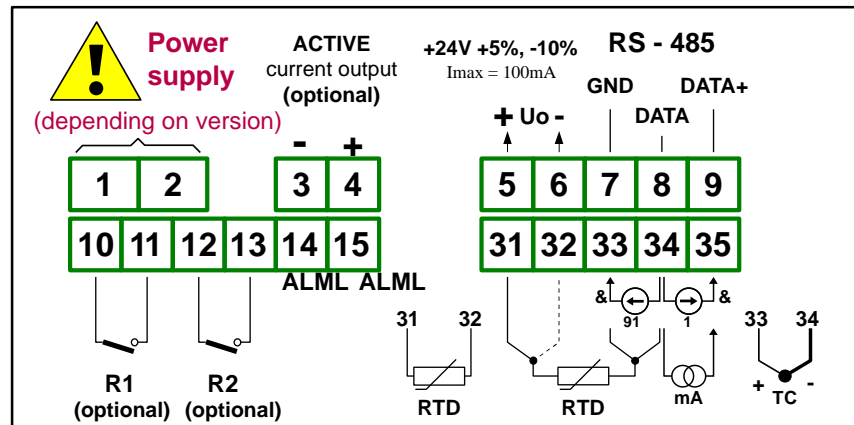 Power
supply
(depending on version)
ACTIVE
current output
(optional)
+24V +5%, -10%
Imax = 100mA
RS - 485
GND DATA+
+ Uo - DATA
- +
1 2 3 4 5 6 7 8 9
10 11 12 13 14 15 31 32 33 34 35
ALML ALML
& &
91 1
31 32 33 34
R1 R2
(optional) (optional)
RTD RTD mA
+ TC -